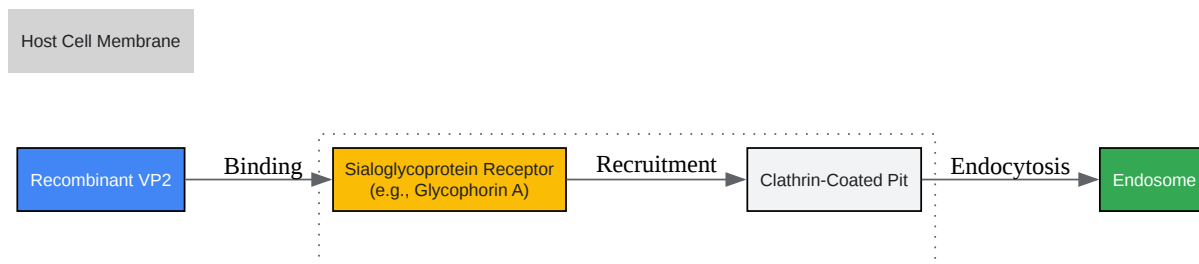 Host Cell Membrane
Recombinant VP2
Binding
Sialoglycoprotein Receptor
(e.g., Glycophorin A)
Recruitment
Clathrin-Coated Pit
Endocytosis
Endosome